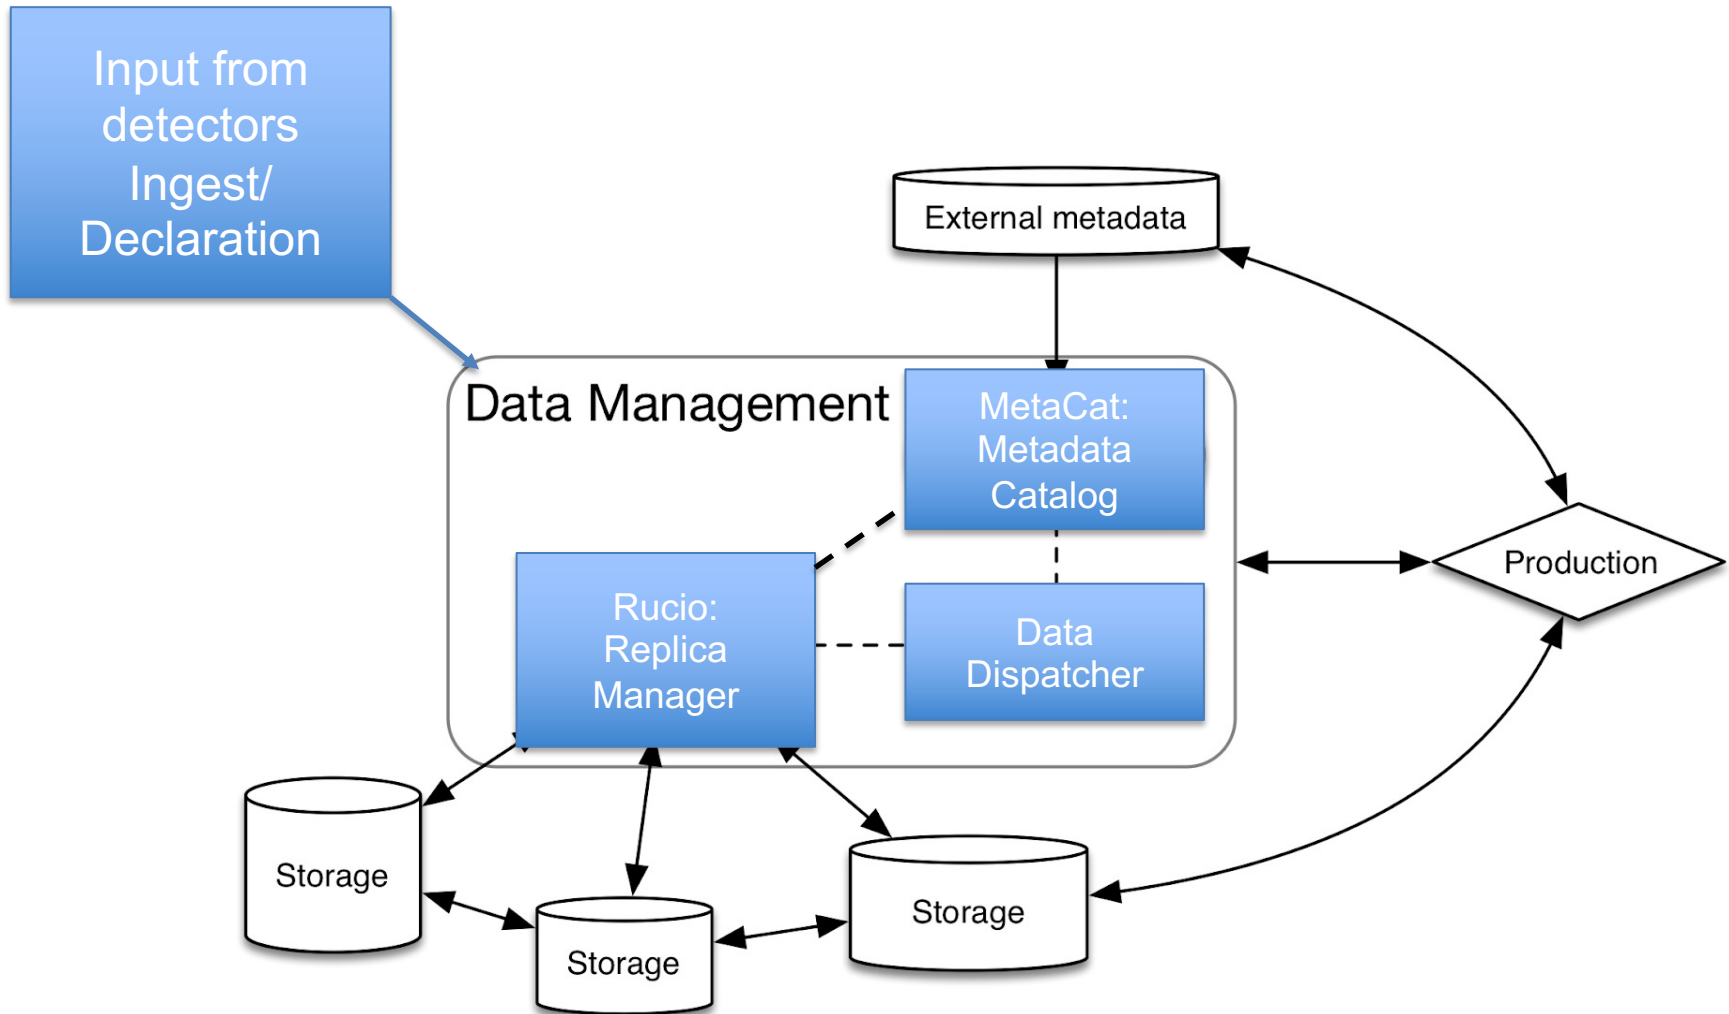 Input from
detectors
Ingest/
Declaration
External metadata
Data Management
MetaCat:
Metadata
Catalog
Production
Rucio:
Replica
Manager
Data
Dispatcher
Storage
Storage
Storage